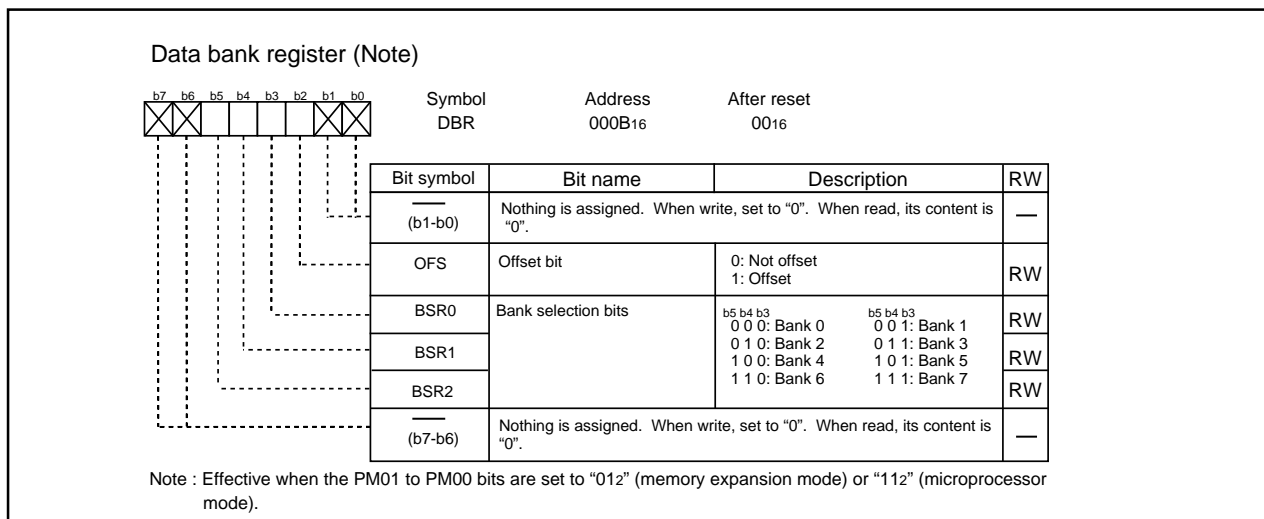 Data bank register (Note)
b7 b6 b5 b4 b3 b2 b1 b0
Symbol Address After reset
DBR 000B16 0016
Bit symbol Bit name Description RW
(b1-b0) Nothing is assigned. When write, set to “0”. When read, its content is “0”. —
OFS Offset bit 0: Not offset
1: Offset RW
BSR0 Bank selection bits b5 b4 b3 b5 b4 b3 RW
0 0 0: Bank 0 0 0 1: Bank 1
0 1 0: Bank 2 0 1 1: Bank 3
BSR1 RW
1 0 0: Bank 4 1 0 1: Bank 5
1 1 0: Bank 6 1 1 1: Bank 7
BSR2 RW
(b7-b6) Nothing is assigned. When write, set to “0”. When read, its content is “0”. —
Note : Effective when the PM01 to PM00 bits are set to “012” (memory expansion mode) or “112” (microprocessor
mode).